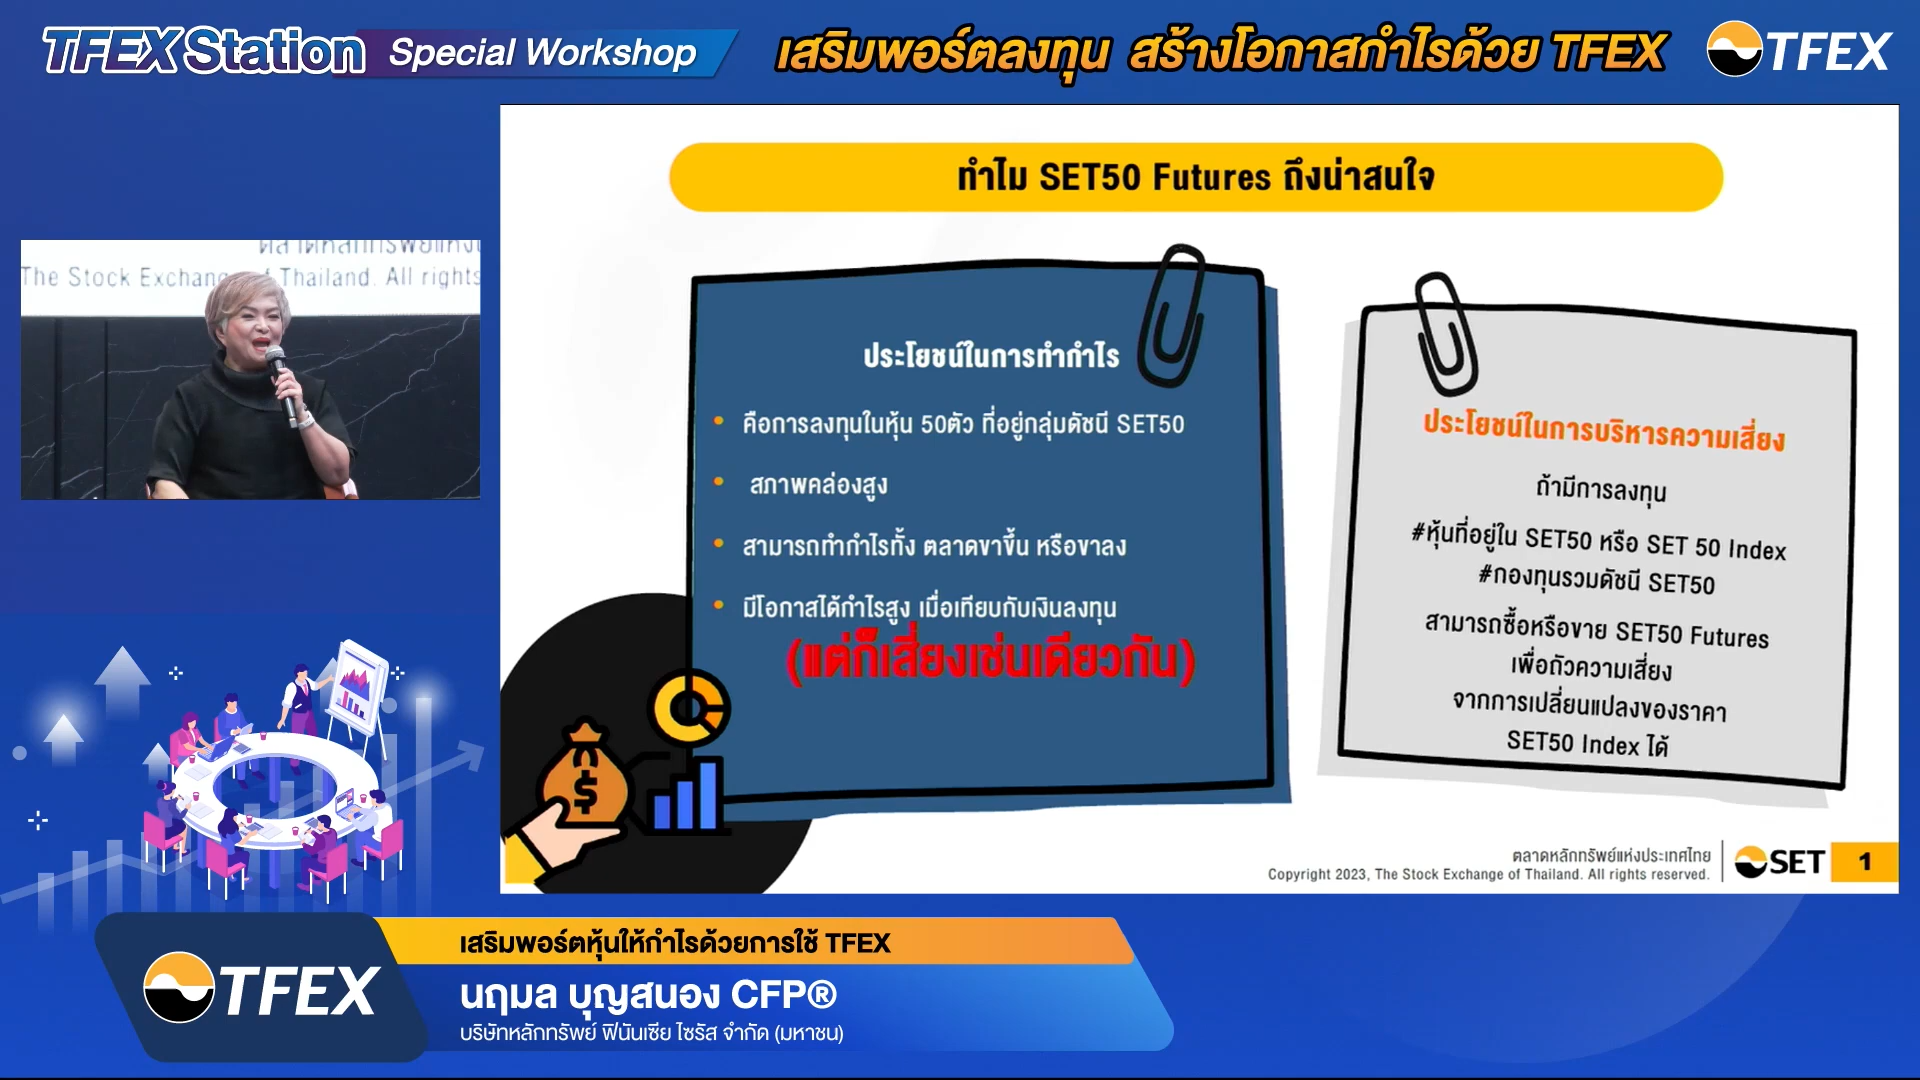 TFEX Station Special Workshop
เสริมพอร์ตลงทุน สร้างโอกาสกำไรด้วย TFEX
TFEX
The Stock Exchange of Thailand. All rights
ทำไม SET50 Futures ถึงน่าสนใจ
ประโยชน์ในการทำกำไร
• คือการลงทุนในหุ้น 50ตัว ที่อยู่กลุ่มดัชนี SET50
• สภาพคล่องสูง
• สามารถทำกำไรทั้ง ตลาดขาขึ้น หรือขาลง
• มีโอกาสได้กำไรสูง เมื่อเทียบกับเงินลงทุน
(แต่ก็เสี่ยงเช่นเดียวกัน)
ประโยชน์ในการบริหารความเสี่ยง
ถ้ามีการลงทุน
#หุ้นที่อยู่ใน SET50 หรือ SET 50 Index
#กองทุนรวมดัชนี SET50
สามารถซื้อหรือขาย SET50 Futures
เพื่อถัวความเสี่ยง
จากการเปลี่ยนแปลงของราคา
SET50 Index ได้
ตลาดหลักทรัพย์แห่งประเทศไทย
Copyright 2023, The Stock Exchange of Thailand. All rights reserved.
SET
1
TFEX
เสริมพอร์ตหุ้นให้กำไรด้วยการใช้ TFEX
นฤมล บุญสนอง CFP®
บริษัทหลักทรัพย์ ฟินันเซีย ไซรัส จำกัด (มหาชน)